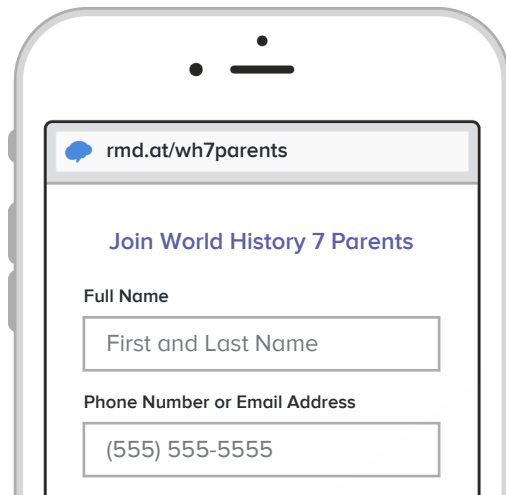 rmd.at/wh7parents
Join World History 7 Parents
Full Name
First and Last Name
Phone Number or Email Address
(555) 555-5555